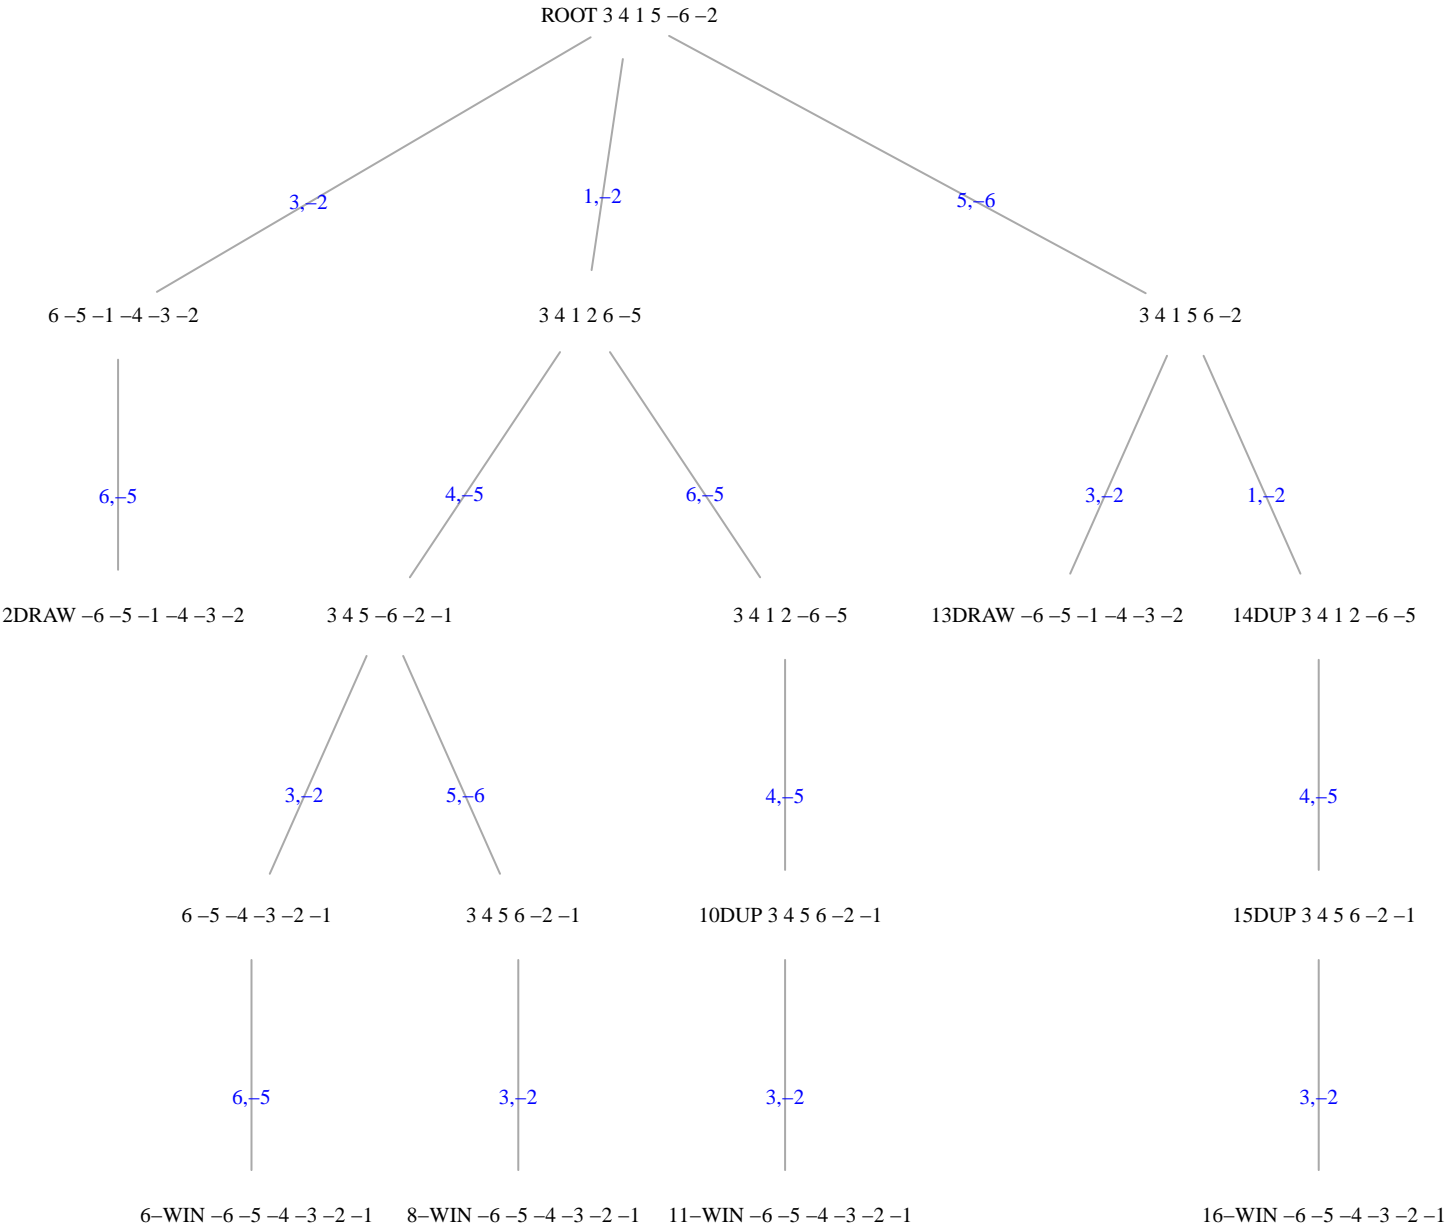 ROOT 3 4 1 5 –6 –2
3,–2
1,–2
5,–6
6 –5 –1 –4 –3 –2
3 4 1 2 6 –5
3 4 1 5 6 –2
6,–5
4,–5
6,–5
3,–2
1,–2
2DRAW –6 –5 –1 –4 –3 –2
3 4 5 –6 –2 –1
3 4 1 2 –6 –5
13DRAW –6 –5 –1 –4 –3 –2
14DUP 3 4 1 2 –6 –5
3,–2
5,–6
4,–5
4,–5
6 –5 –4 –3 –2 –1
3 4 5 6 –2 –1
10DUP 3 4 5 6 –2 –1
15DUP 3 4 5 6 –2 –1
6,–5
3,–2
3,–2
3,–2
6–WIN –6 –5 –4 –3 –2 –1
8–WIN –6 –5 –4 –3 –2 –1
11–WIN –6 –5 –4 –3 –2 –1
16–WIN –6 –5 –4 –3 –2 –1